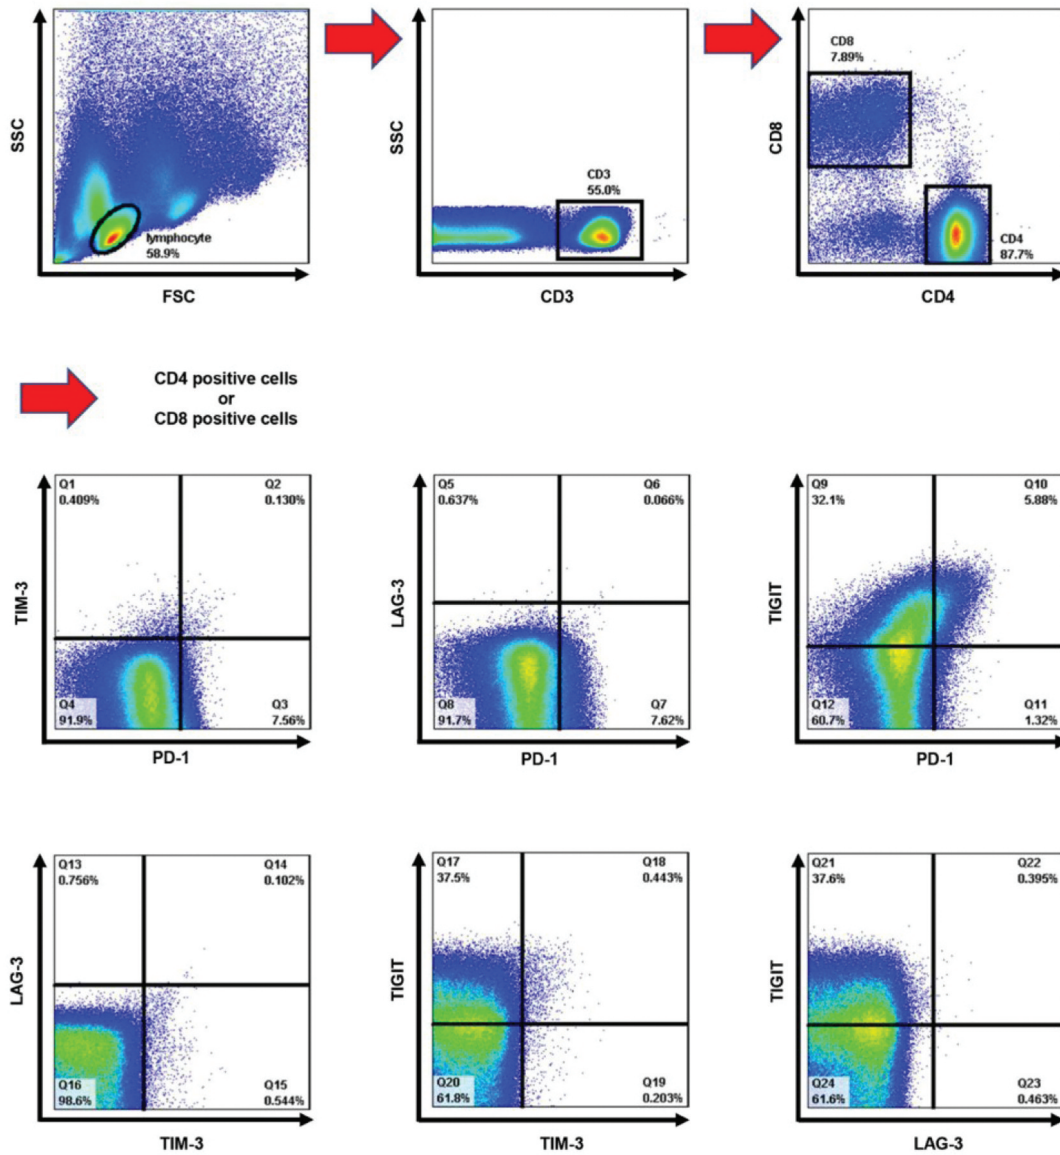 SSC
lymphocyte
58.9%
FSC
SSC
CD3
55.0%
CD3
CD8
CD8
7.89%
CD4
87.7%
CD4
CD4 positive cells
or
CD8 positive cells
TIM-3
Q1
0.409%
Q2
0.130%
Q4
91.9%
Q3
7.56%
PD-1
LAG-3
Q5
0.637%
Q6
0.066%
Q8
91.7%
Q7
7.62%
PD-1
TIGIT
Q9
32.1%
Q10
5.88%
Q12
60.7%
Q11
1.32%
PD-1
LAG-3
Q13
0.756%
Q14
0.102%
Q16
98.6%
Q15
0.544%
TIM-3
TIGIT
Q17
37.5%
Q18
0.443%
Q20
61.8%
Q19
0.203%
TIM-3
TIGIT
Q21
37.6%
Q22
0.395%
Q24
61.6%
Q23
0.463%
LAG-3